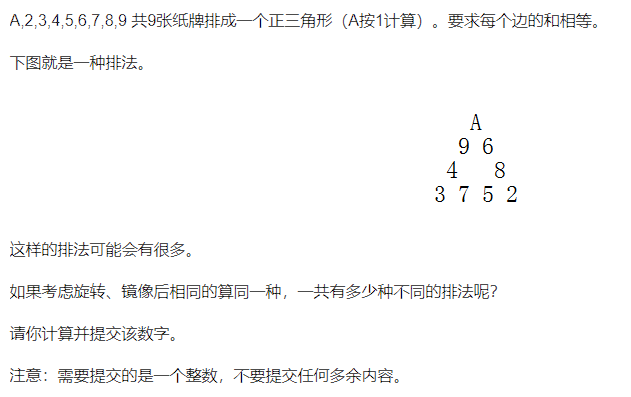 A,2,3,4,5,6,7,8,9 共9张纸牌排成一个正三角形（A按1计算）。要求每个边的和相等。
下图就是一种排法。
A
9 6
4 8
3 7 5 2
这样的排法可能会有很多。
如果考虑旋转、镜像后相同的算同一种，一共有多少种不同的排法呢？
请你计算并提交该数字。
注意：需要提交的是一个整数，不要提交任何多余内容。